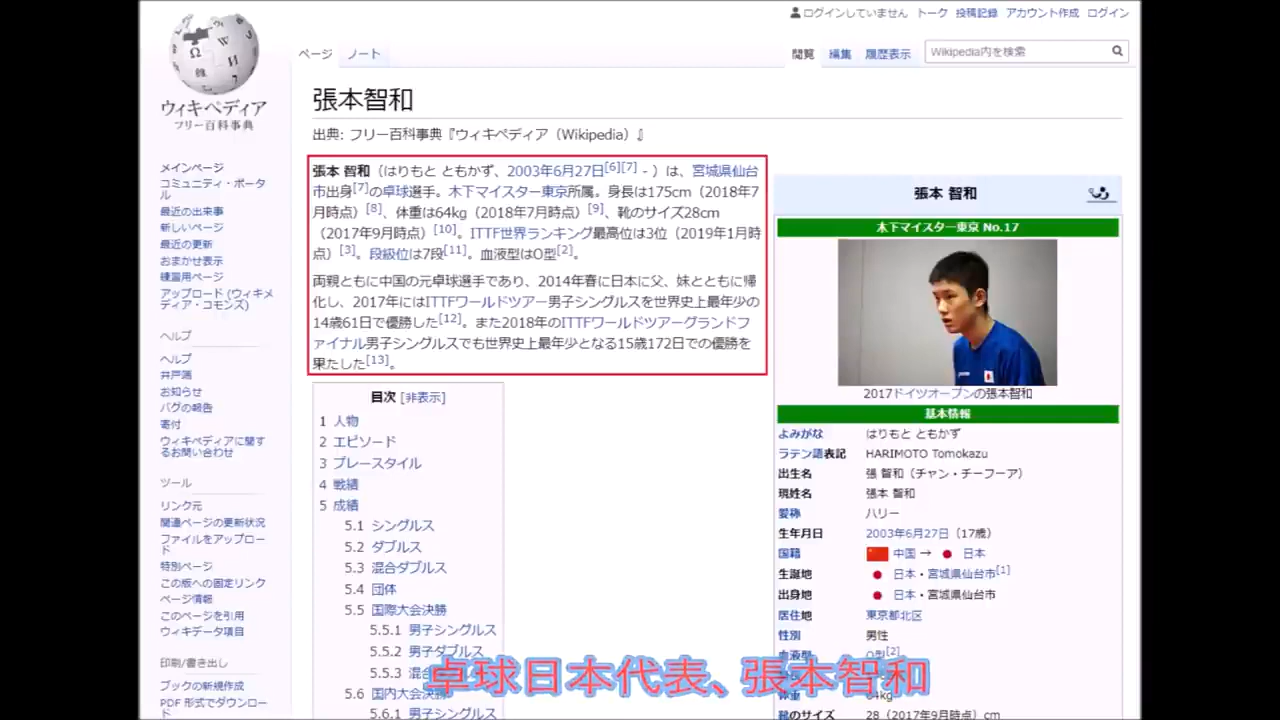 ログインしていません トーク 投稿記録 アカウント作成 ログイン
ページ ノート
閲覧 編集 履歴表示 Wikipedia内を検索
ウィキペディア
フリー百科事典
メインページ
コミュニティ・ポータ
ル
最近の出来事
新しいページ
最近の更新
おまかせ表示
練習用ページ
アップロード (ウィキメ
ディア・コモンズ)
ヘルプ
ヘルプ
井戸端
お知らせ
バグの報告
寄付
ウィキペディアに関す
るお問い合わせ
ツール
リンク元
関連ページの更新状況
ファイルをアップロー
ド
特別ページ
この版への固定リンク
ページ情報
このページを引用
ウィキデータ項目
印刷/書き出し
ブックの新規作成
PDF 形式でダウンロー
ド
張本智和
出典: フリー百科事典『ウィキペディア（Wikipedia）』
張本 智和（はりもと ともかず、2003年6月27日[6][7] - ）は、宮城県仙台
市出身[7]の卓球選手。木下マイスター東京所属。身長は175cm（2018年7
月時点）[8]、体重は64kg（2018年7月時点）[9]、靴のサイズ28cm
（2017年9月時点）[10]。ITTF世界ランキング最高位は3位（2019年1月時
点）[3]。段級位は7段[11]。血液型はO型[2]。
両親ともに中国の元卓球選手であり、2014年春に日本に父、妹とともに帰
化し、2017年にはITTFワールドツアー男子シングルスを世界史上最年少の
14歳61日で優勝した[12]。また2018年のITTFワールドツアーグランドフ
ァイナル男子シングルスでも世界史上最年少となる15歳172日での優勝を
果たした[13]。
目次 [非表示]
1 人物
2 エピソード
3 プレースタイル
4 戦績
5 成績
5.1 シングルス
5.2 ダブルス
5.3 混合ダブルス
5.4 団体
5.5 国際大会決勝
5.5.1 男子シングルス
5.5.2 男子ダブルス
5.5.3 混合
5.6 国内大会決勝
5.6.1 男子シングルス
張本 智和
木下マイスター東京 No.17
2017ドイツオープンの張本智和
基本情報
よみがな はりもと ともかず
ラテン語表記 HARIMOTO Tomokazu
出生名 張 智和（チャン・チーフーア）
現姓名 張本 智和
愛称 ハリー
生年月日 2003年6月27日（17歳）
国籍 中国 → 日本
生誕地 日本・宮城県仙台市[1]
出身地 日本・宮城県仙台市
居住地 東京都北区
性別 男性
血液型 O型[2]
体重 64kg
靴のサイズ 28（2017年9月時点）cm
卓球日本代表、張本智和